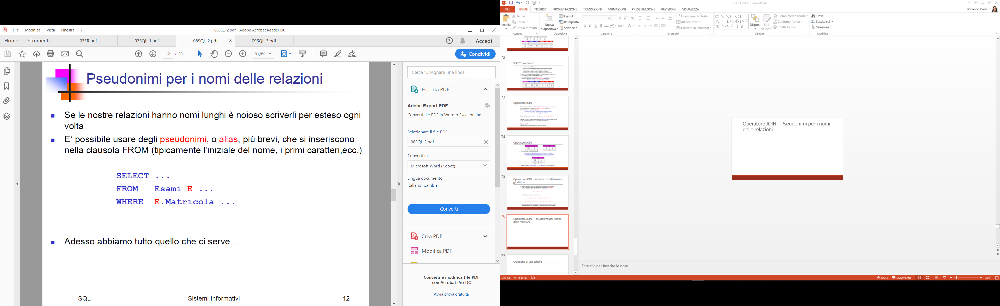 08SQL-2.pdf - Adobe Acrobat Reader DC
File Modifica Vista Finestra ?
Home Strumenti 03ER.pdf 07SQL-1.pdf 08SQL-2.pdf × 09SQL-3.pdf Accedi
12 / 20 91,8% Condividi
Pseudonimi per i nomi delle relazioni
Se le nostre relazioni hanno nomi lunghi è noioso scriverli per esteso ogni
volta
E' possibile usare degli pseudonimi, o alias, più brevi, che si inseriscono
nella clausola FROM (tipicamente l'iniziale del nome, i primi caratteri,ecc.)
SELECT ...
FROM Esami E ...
WHERE E.Matricola ...
Adesso abbiamo tutto quello che ci serve...
SQL Sistemi Informativi 12
Cerca 'Disegnare una linea'
Esporta PDF
Adobe Export PDF
Converti file PDF in Word o Excel online
Selezionare il file PDF
08SQL-2.pdf
Converti in
Microsoft Word (*.docx)
Lingua documento:
Italiano Cambia
Converti
Crea PDF
Modifica PDF
Converti e modifica file PDF
con Acrobat Pro DC
Avvia prova gratuita
CORSO SQL - PowerPoint
FILE HOME INSERISCI PROGETTAZIONE TRANSIZIONI ANIMAZIONI PRESENTAZIONE REVISIONE VISUALIZZA
Bonanno Daria
Incolla
Taglia
Copia
Copia formato
Appunti
Nuova
diapositiva
Layout
Reimposta
Sezione
Diapositive
48
G C S S abc AV Aa A
Carattere
Orientamento testo
Allinea testo
Converti in SmartArt
Paragrafo
Disponi
Stili
veloci
Riempimento forma
Contorno forma
Effetti forma
Disegno
Trova
Sostituisci
Seleziona
Modifica
72
SELECT avanzate
73
Operatore JOIN
74
Operatore JOIN
75
Operatore JOIN – Indicare correttamente
gli attributi
76
Operatore JOIN – Pseudonimi per i nomi
delle relazioni
77
Creazione di una tabella
Operatore JOIN – Pseudonimi per i nomi
delle relazioni
Fare clic per inserire le note
DIAPOSITIVA 76 DI 82
NOTE COMMENTI 33%